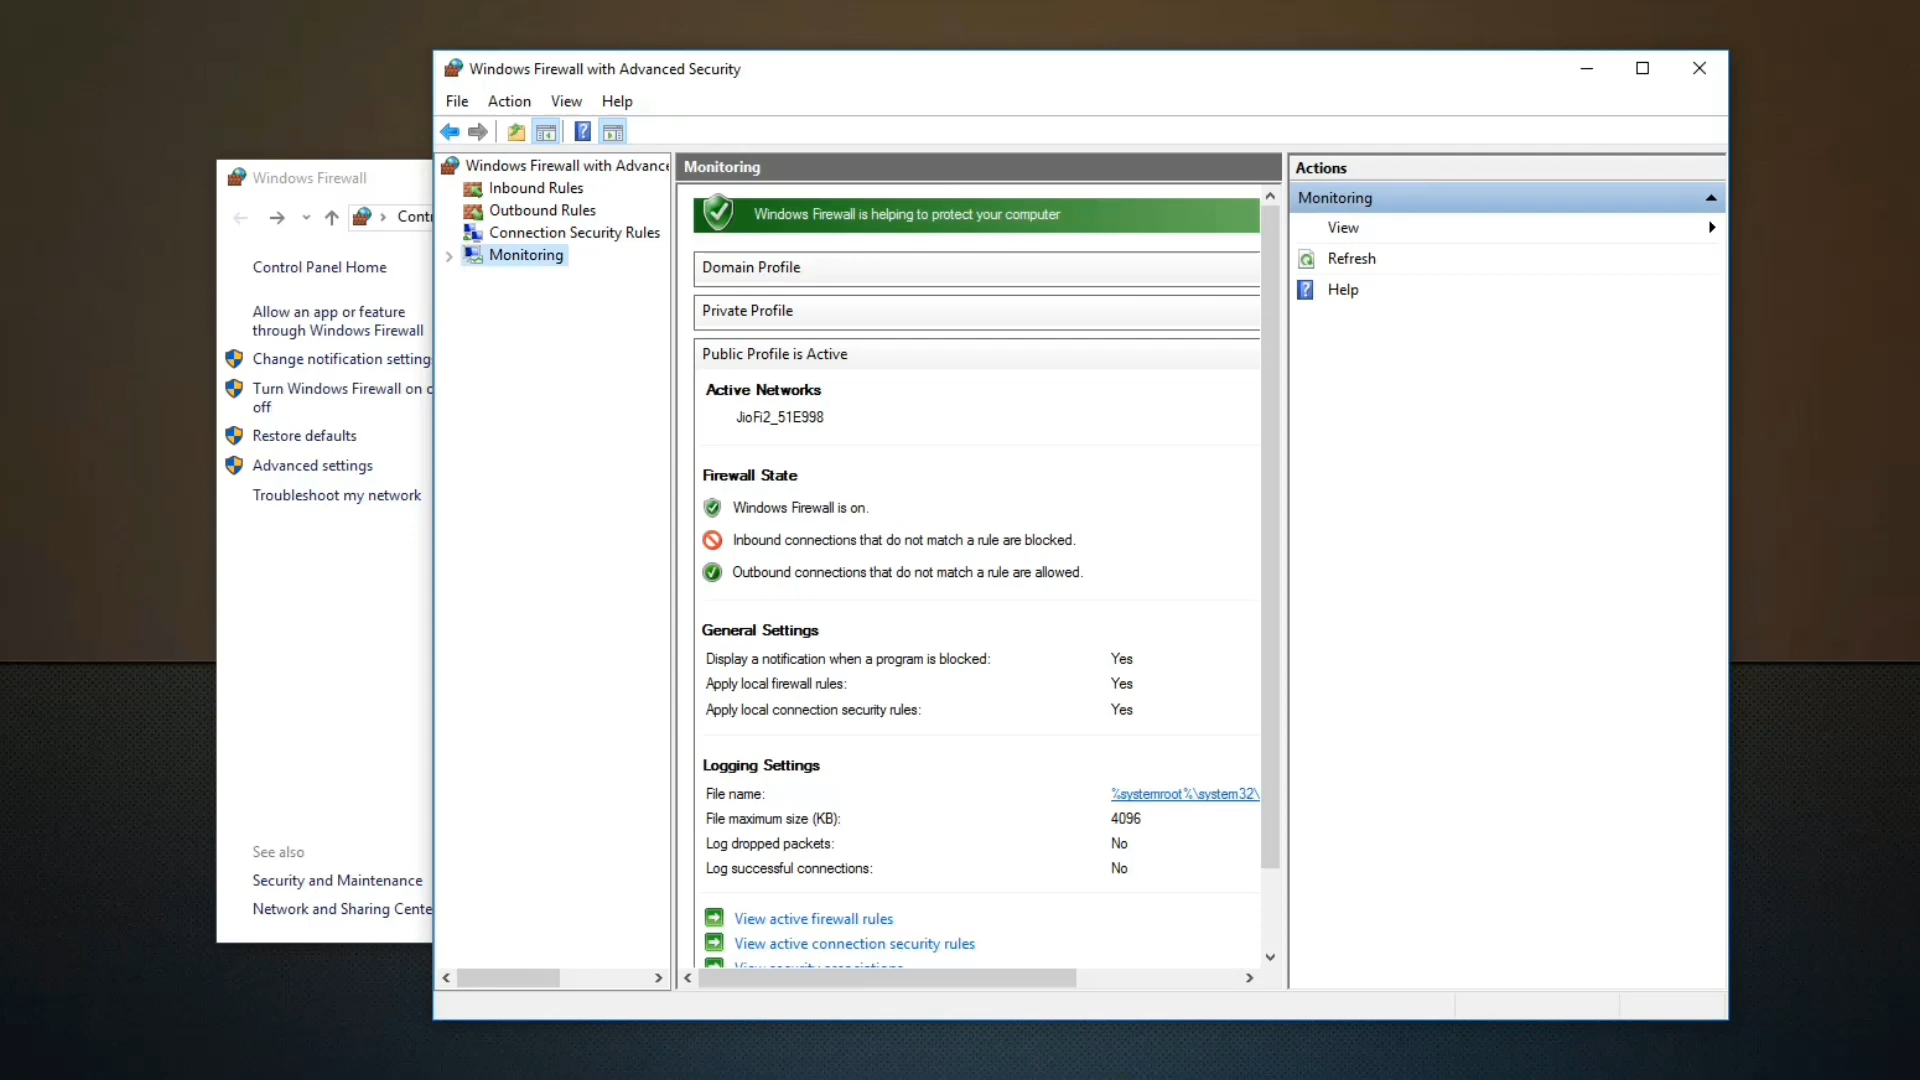 Windows Firewall with Advanced Security
File Action View Help
Windows Firewall
Contr
Control Panel Home
Allow an app or feature
through Windows Firewall
Change notification setting
Turn Windows Firewall on o
off
Restore defaults
Advanced settings
Troubleshoot my network
See also
Security and Maintenance
Network and Sharing Cente
Windows Firewall with Advance
Inbound Rules
Outbound Rules
Connection Security Rules
Monitoring
Monitoring
Windows Firewall is helping to protect your computer
Domain Profile
Private Profile
Public Profile is Active
Active Networks
JioFi2_51E998
Firewall State
Windows Firewall is on.
Inbound connections that do not match a rule are blocked.
Outbound connections that do not match a rule are allowed.
General Settings
Display a notification when a program is blocked: Yes
Apply local firewall rules: Yes
Apply local connection security rules: Yes
Logging Settings
File name: %systemroot%\system32\
File maximum size (KB): 4096
Log dropped packets: No
Log successful connections: No
View active firewall rules
View active connection security rules
View security associations
Actions
Monitoring
View
Refresh
Help